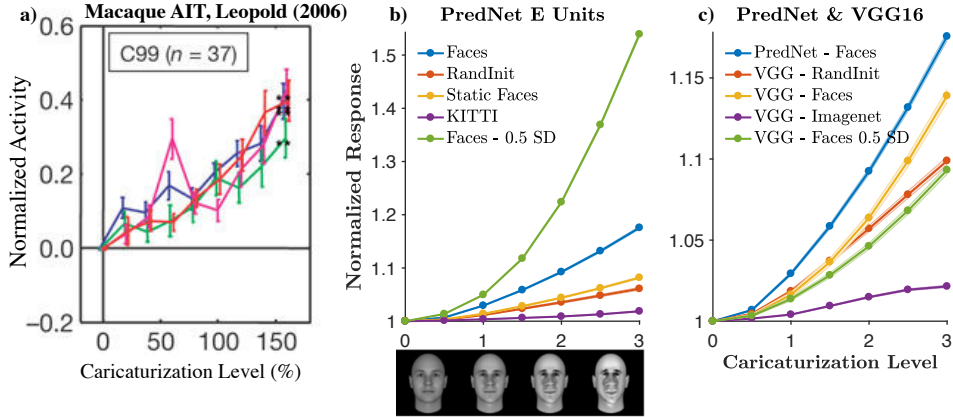 a) Macaque AIT, Leopold (2006)
C99 (n = 37)
Normalized Activity
0.6
0.4
0.2
0.0
−0.2
0 50 100 150
Caricaturization Level (%)
b) PredNet E Units
Faces
RandInit
Static Faces
KITTI
Faces - 0.5 SD
Normalized Response
1.5
1.4
1.3
1.2
1.1
1
0 1 2 3
c) PredNet & VGG16
PredNet - Faces
VGG - RandInit
VGG - Faces
VGG - Imagenet
VGG - Faces 0.5 SD
1.15
1.1
1.05
1
0 1 2 3
Caricaturization Level